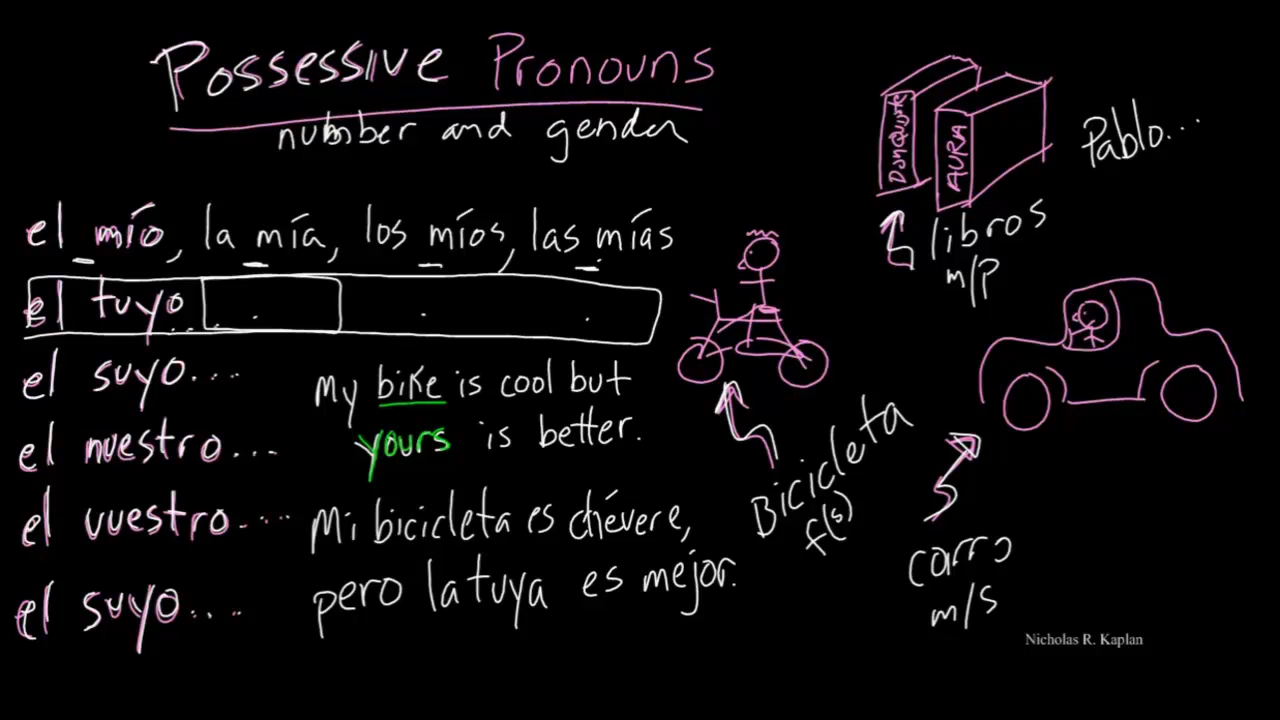 Possessive Pronouns
number and gender
el mío, la mía, los míos, las mías
el tuyo...
el suyo...
el nuestro...
el vuestro....
el suyo....
My bike is cool but
yours is better.
Mi bicicleta es chévere,
pero la tuya es mejor.
DON QUIJOTE
AURA
Pablo...
libros
m/P
Bicicleta
f(s)
carro
m/s
Nicholas R. Kaplan